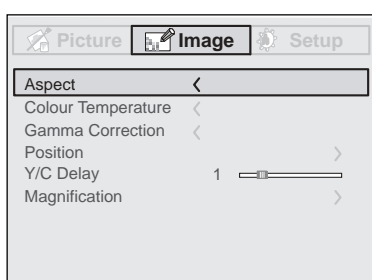 Picture Image Setup
Aspect
Colour Temperature
Gamma Correction
Position
Y/C Delay 1
Magnification